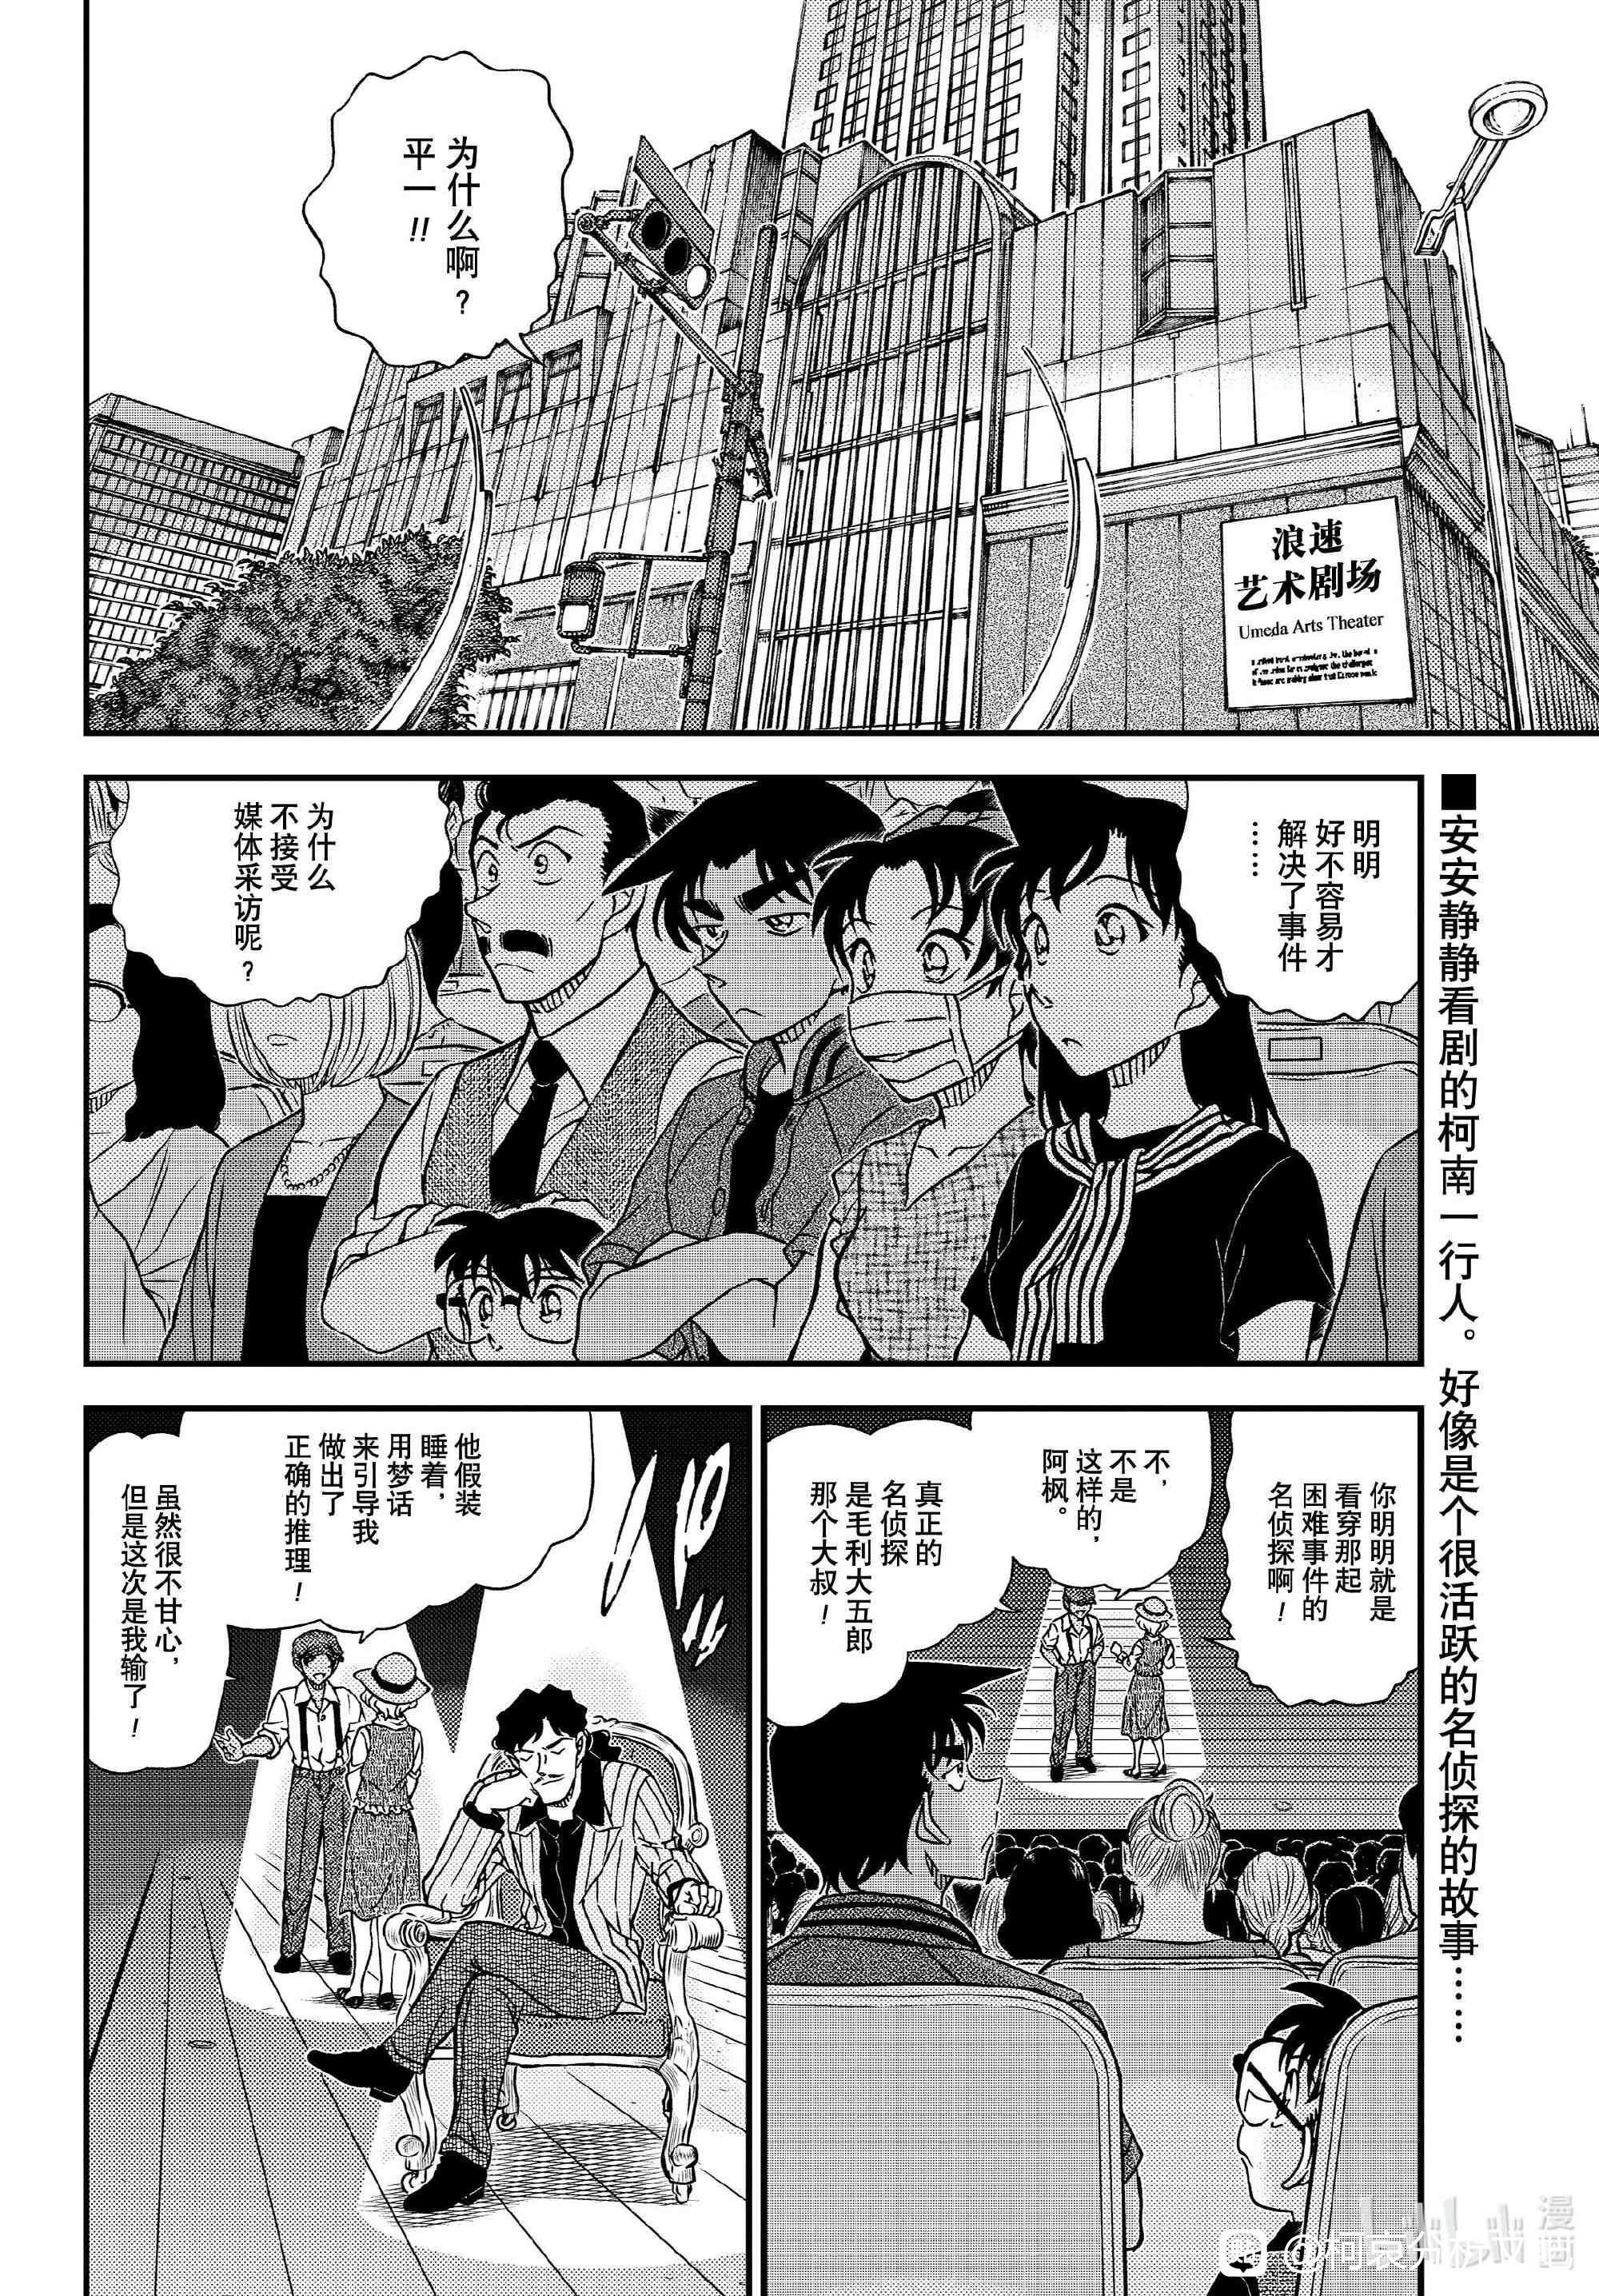 为什么啊？
平一！！
浪速
艺术剧场
Umeda Arts Theater
■安安静静看剧的柯南一行人。好像是个很活跃的名侦探的故事……
明明
好不容易才
解决了事件
……
为什么
不接受
媒体采访呢？
你明明就是
看穿那起
困难事件的
名侦探啊！
不，
不是
这样的，
阿枫。
真正的
名侦探
是毛利大五郎
那个大叔！
他假装
睡着，
用梦话
来引导我
做出了
正确的推理！
虽然很不甘心，
但是这次是我输了！
漫画